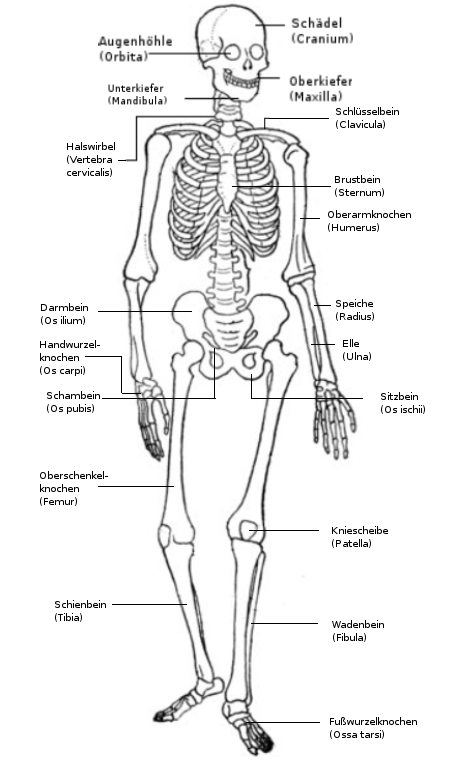 Schädel
(Cranium)
Augenhöhle
(Orbita)
Oberkiefer
(Maxilla)
Unterkiefer
(Mandibula)
Schlüsselbein
(Clavicula)
Halswirbel
(Vertebra
cervicalis)
Brustbein
(Sternum)
Oberarmknochen
(Humerus)
Speiche
(Radius)
Darmbein
(Os ilium)
Elle
(Ulna)
Handwurzel-
knochen
(Os carpi)
Schambein
(Os pubis)
Sitzbein
(Os ischii)
Oberschenkel-
knochen
(Femur)
Kniescheibe
(Patella)
Schienbein
(Tibia)
Wadenbein
(Fibula)
Fußwurzelknochen
(Ossa tarsi)